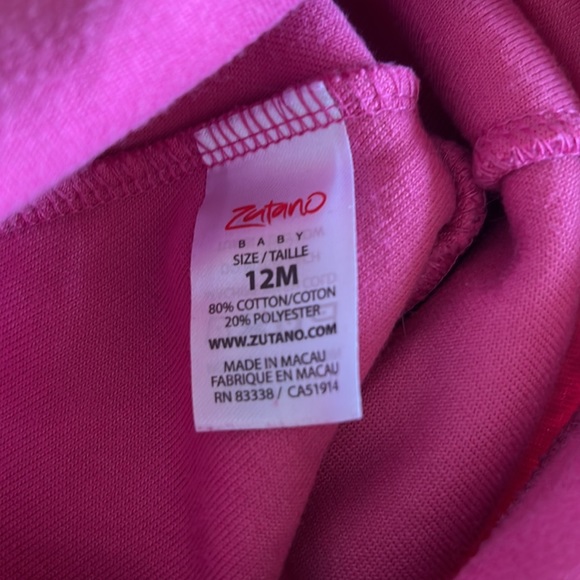 Zutano
BABY
SIZE / TAILLE
12M
80% COTTON/COTON
20% POLYESTER
WWW.ZUTANO.COM
MADE IN MACAU
FABRIQUE EN MACAU
RN 83338 / CA51914